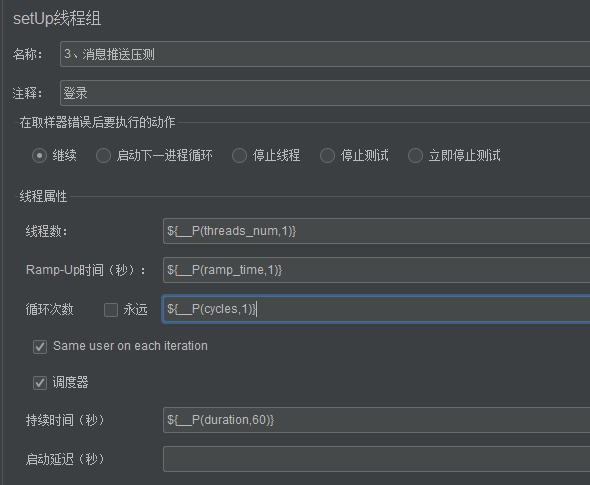 setUp线程组
名称： 3、消息推送压测
注释： 登录
在取样器错误后要执行的动作
继续 启动下一进程循环 停止线程 停止测试 立即停止测试
线程属性
线程数： ${__P(threads_num,1)}
Ramp-Up时间（秒）： ${__P(ramp_time,1)}
循环次数 永远 ${__P(cycles,1)}
Same user on each iteration
调度器
持续时间（秒） ${__P(duration,60)}
启动延迟（秒）